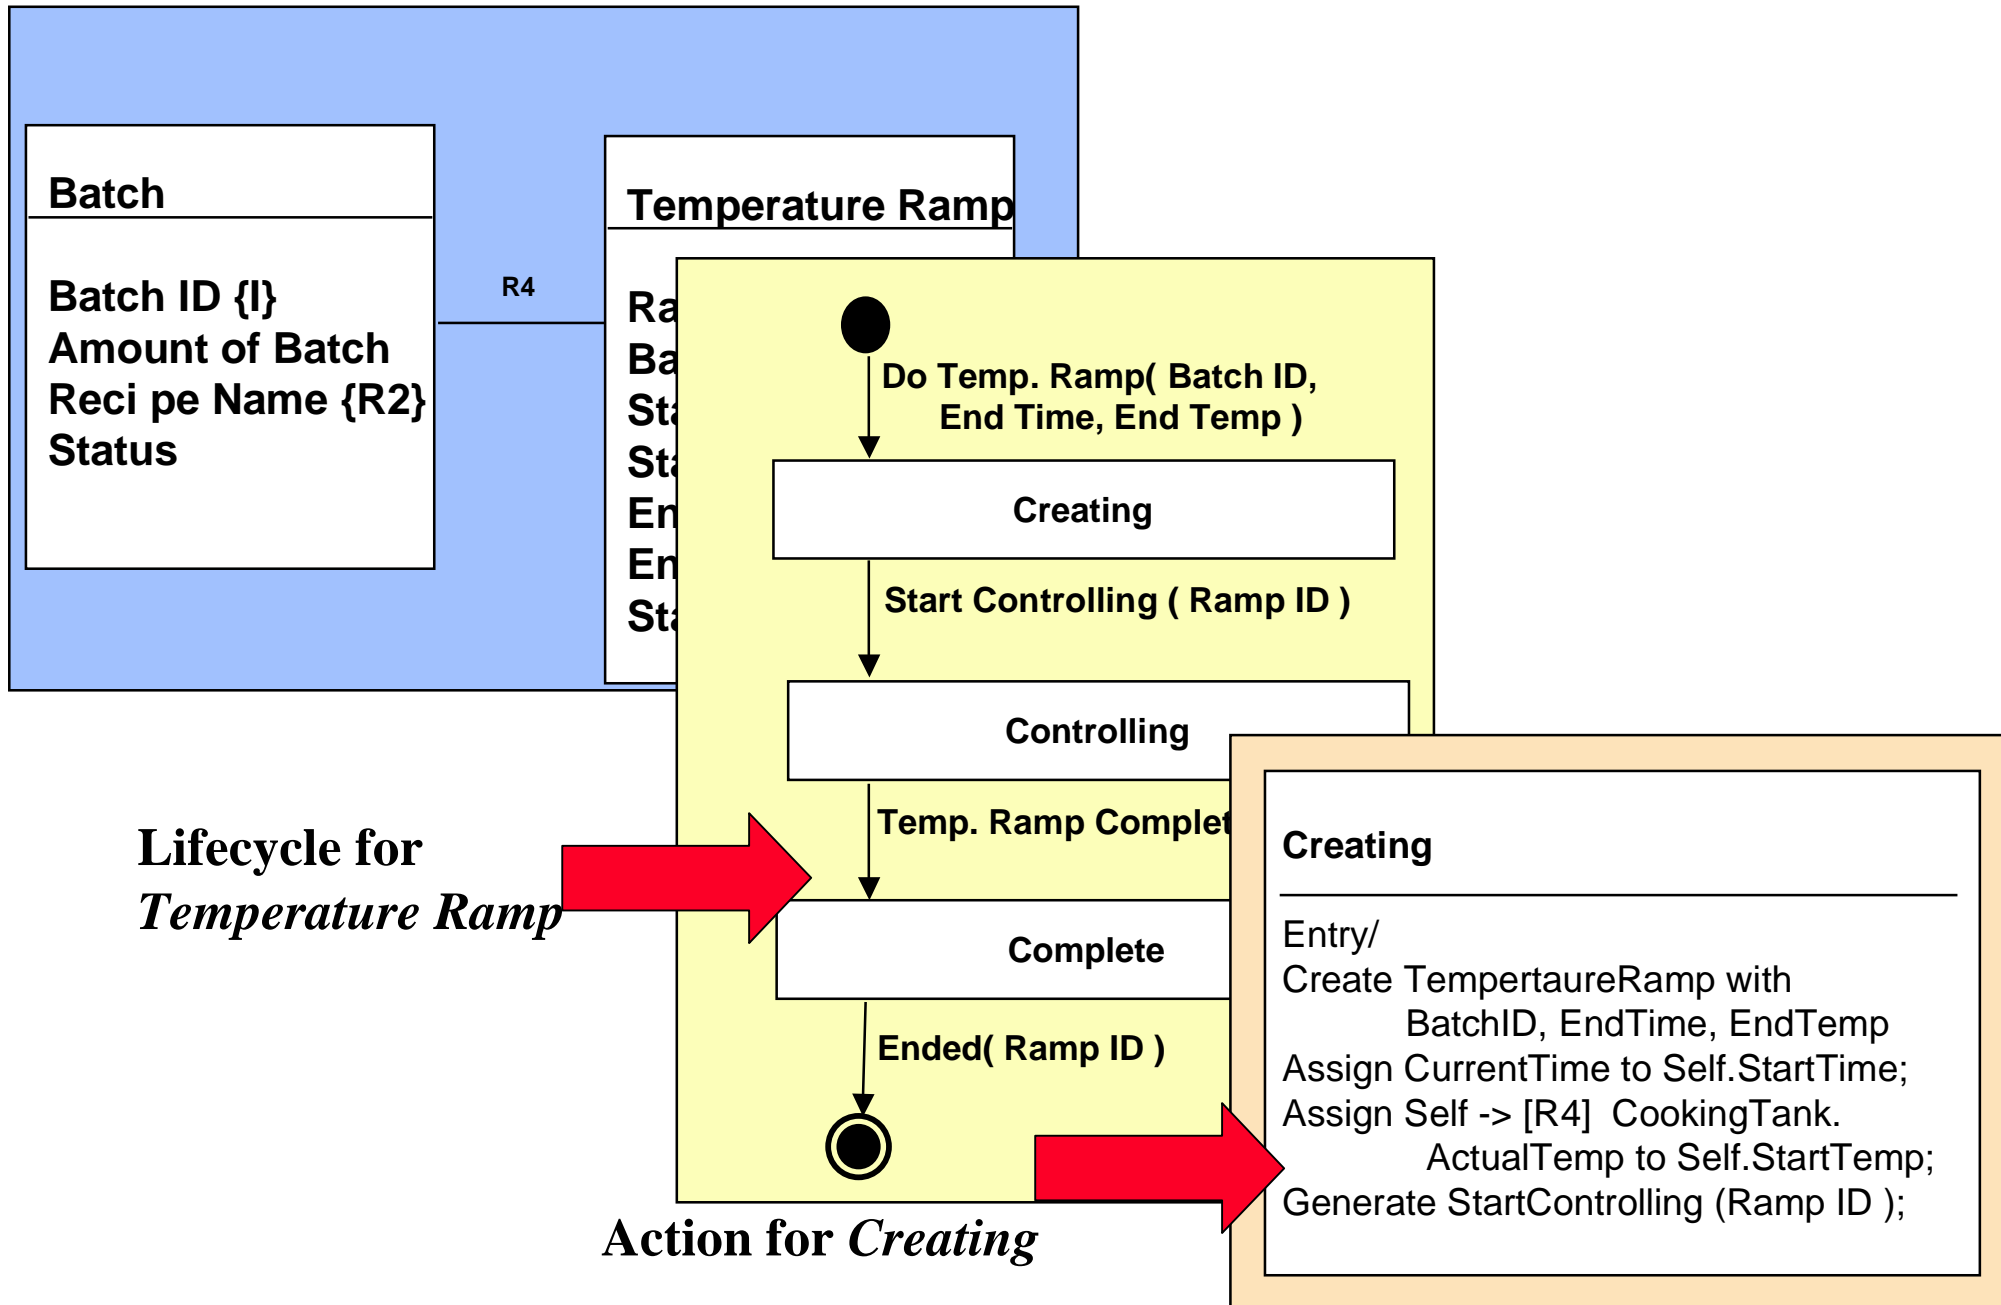 Batch
Batch ID {I}
Amount of Batch
Reci pe Name {R2}
Status
R4
Temperature Ramp
Ra
Ba
Sta
Sta
En
En
Sta
Do Temp. Ramp( Batch ID,
End Time, End Temp )
Creating
Start Controlling ( Ramp ID )
Controlling
Temp. Ramp Complet
Complete
Ended( Ramp ID )
Lifecycle for
Temperature Ramp
Action for Creating
Creating
Entry/
Create TempertaureRamp with
BatchID, EndTime, EndTemp
Assign CurrentTime to Self.StartTime;
Assign Self -> [R4] CookingTank.
ActualTemp to Self.StartTemp;
Generate StartControlling (Ramp ID );